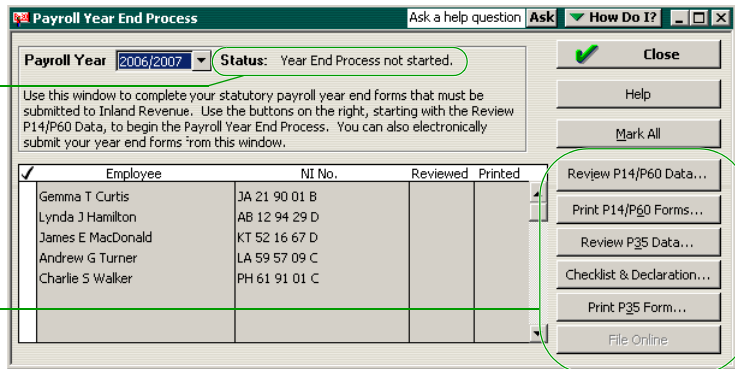 Payroll Year End Process
Ask a help question Ask How Do I?
Payroll Year 2006/2007 Status: Year End Process not started.
Use this window to complete your statutory payroll year end forms that must be
submitted to Inland Revenue. Use the buttons on the right, starting with the Review
P14/P60 Data, to begin the Payroll Year End Process. You can also electronically
submit your year end forms from this window.
Employee NI No. Reviewed Printed
Gemma T Curtis JA 21 90 01 B
Lynda J Hamilton AB 12 94 29 D
James E MacDonald KT 52 16 67 D
Andrew G Turner LA 59 57 09 C
Charlie S Walker PH 61 91 01 C
Close
Help
Mark All
Review P14/P60 Data...
Print P14/P60 Forms...
Review P35 Data...
Checklist & Declaration...
Print P35 Form...
File Online